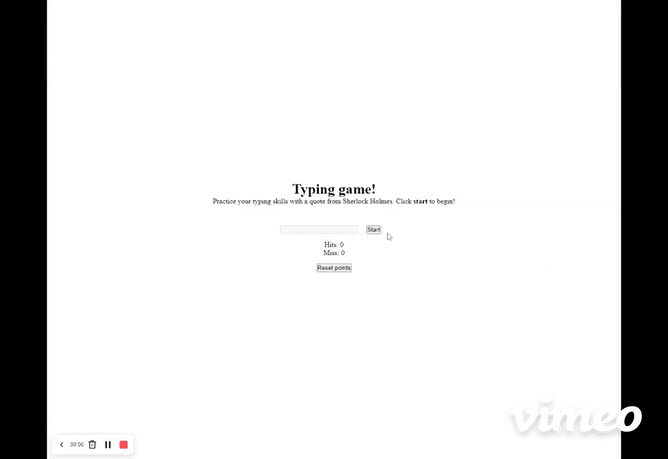 Typing game!
Practice your typing skills with a quote from Sherlock Holmes. Click start to begin!
Start
Hits: 0
Miss: 0
Reset points
00:00
vimeo